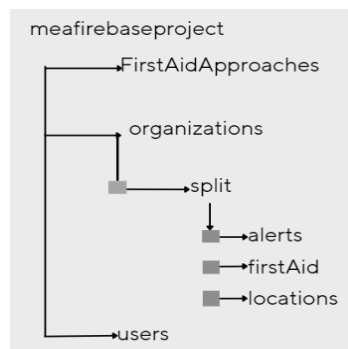 meafirebaseproject
FirstAidApproaches
organizations
split
alerts
firstAid
locations
users